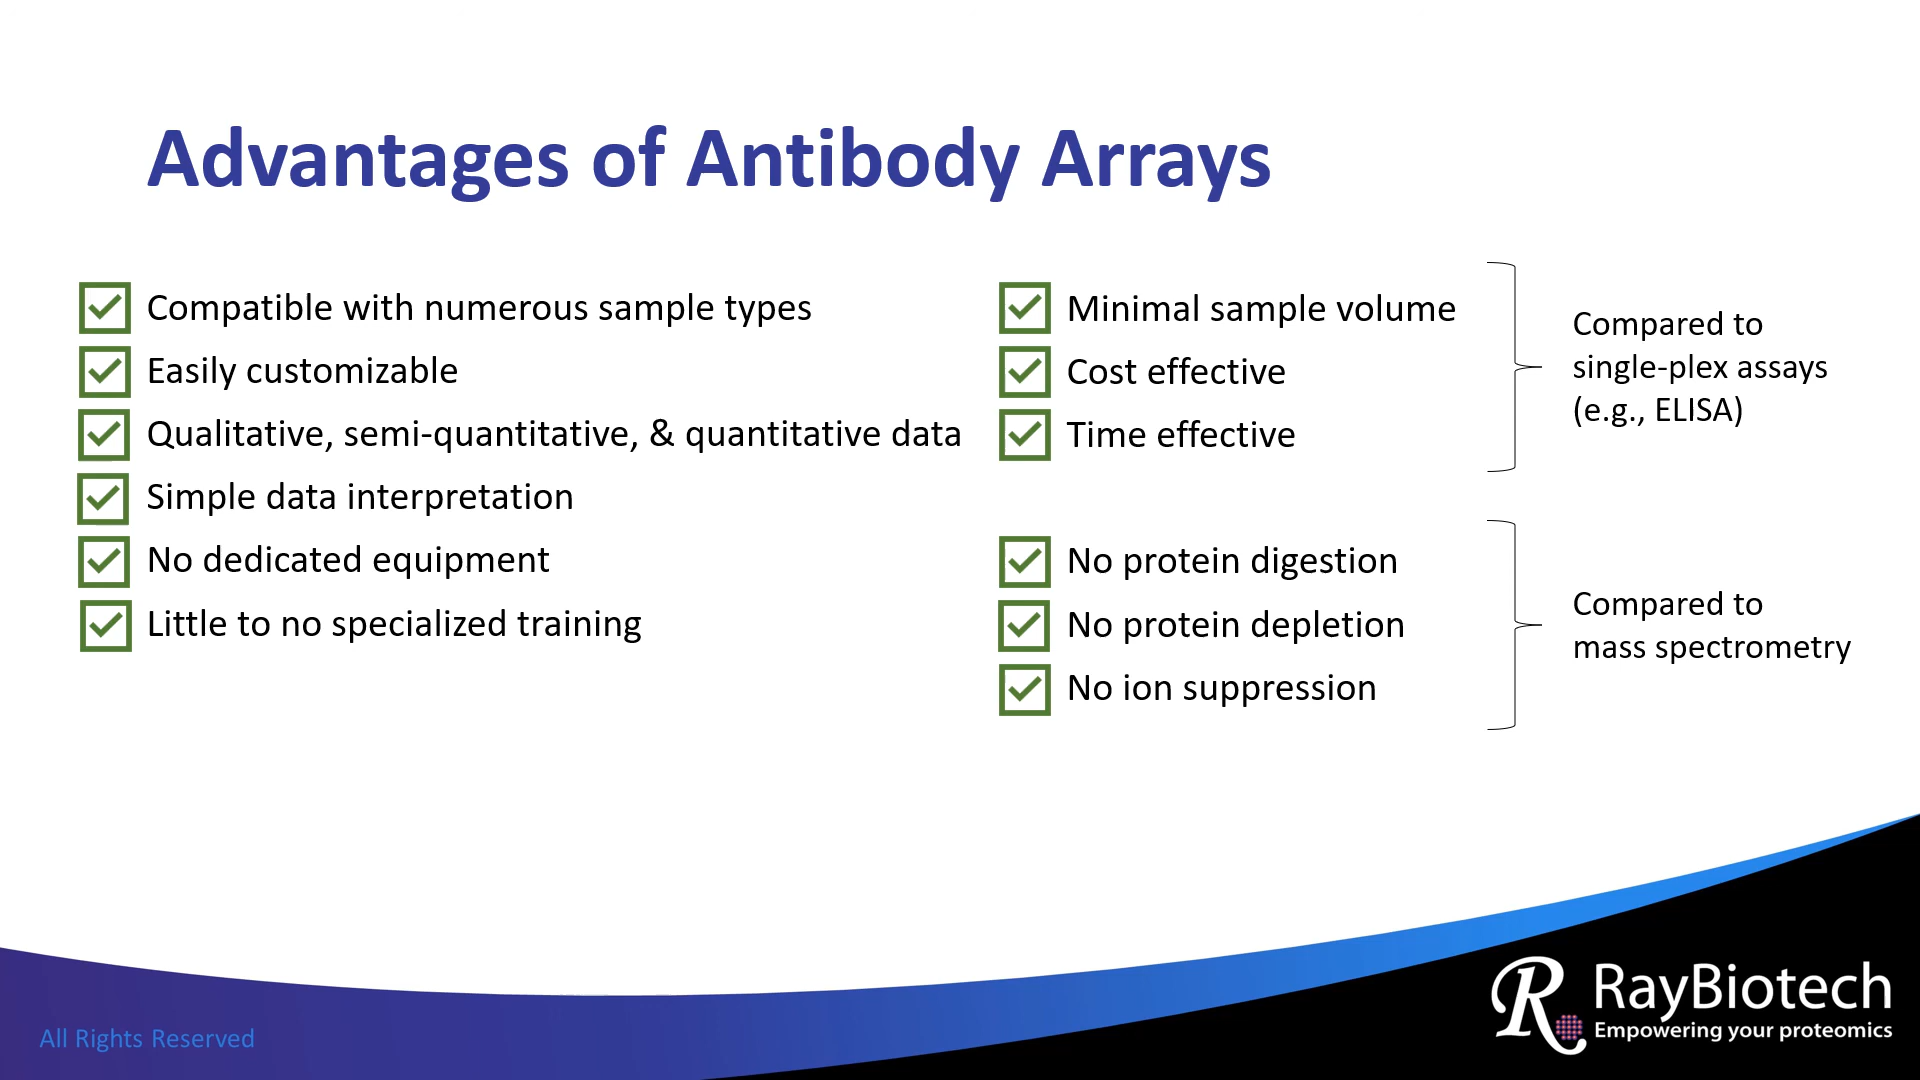 Advantages of Antibody Arrays
Compatible with numerous sample types
Easily customizable
Qualitative, semi-quantitative, & quantitative data
Simple data interpretation
No dedicated equipment
Little to no specialized training
Minimal sample volume
Cost effective
Time effective
Compared to
single-plex assays
(e.g., ELISA)
No protein digestion
No protein depletion
No ion suppression
Compared to
mass spectrometry
All Rights Reserved
R
RayBiotech
Empowering your proteomics